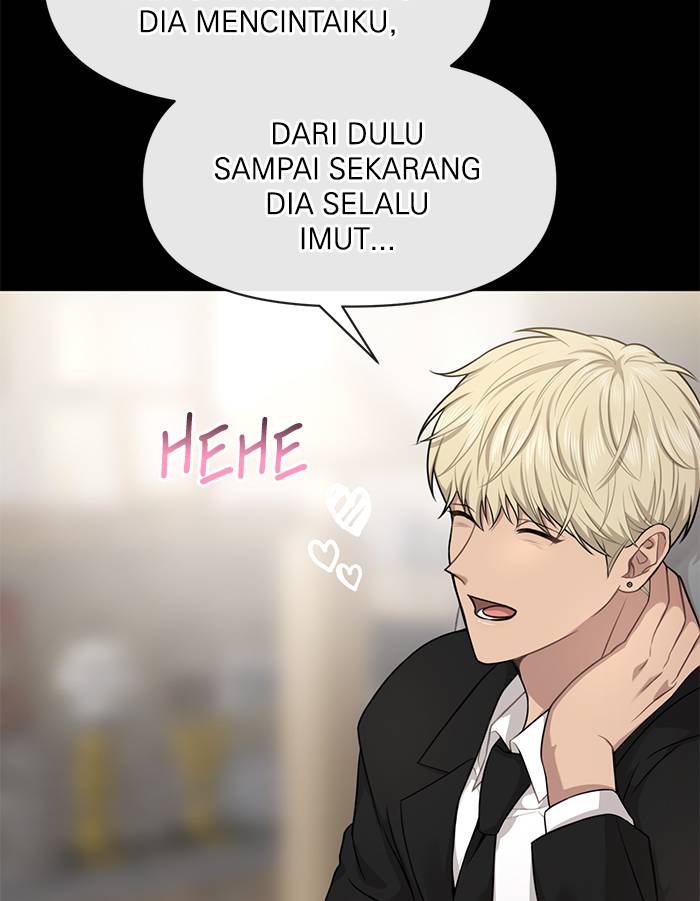 DIA MENCINTAIKU,
DARI DULU
SAMPAI SEKARANG
DIA SELALU
IMUT...
HEHE